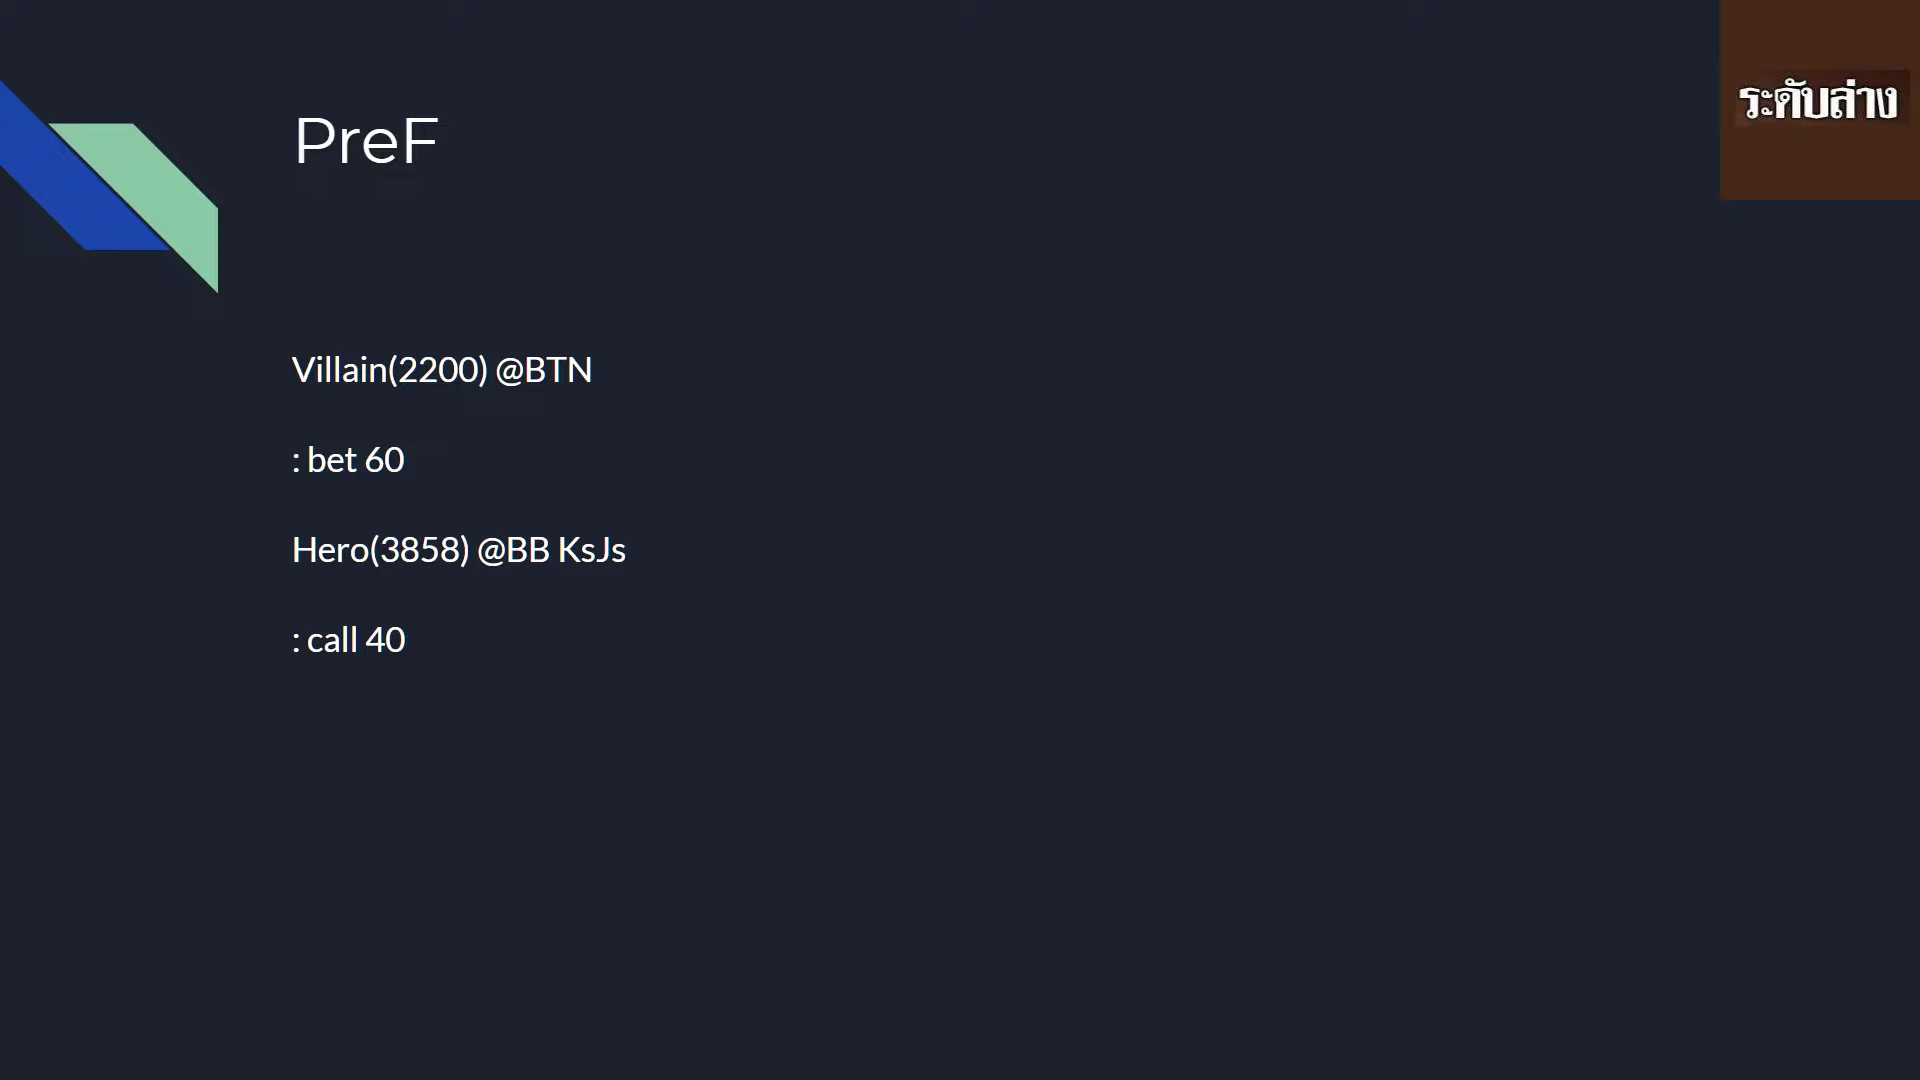 PreF
ระดับล่าง
Villain(2200) @BTN
: bet 60
Hero(3858) @BB KsJs
: call 40